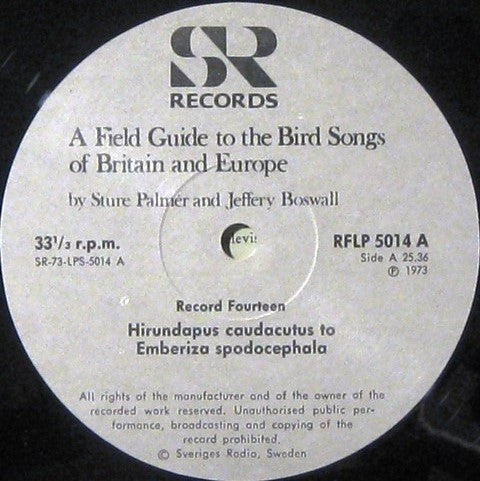 SR
RECORDS
A Field Guide to the Bird Songs
of Britain and Europe
by Sture Palmér and Jeffery Boswall
33 1/3 r.p.m.
SR-73-LPS-5014 A
RFLP 5014 A
Side A 25.36
℗ 1973
Record Fourteen
Hirundapus caudacutus to
Emberiza spodocephala
All rights of the manufacturer and of the owner of the
recorded work reserved. Unauthorised public per-
formance, broadcasting and copying of the
record prohibited.
© Sveriges Radio, Sweden